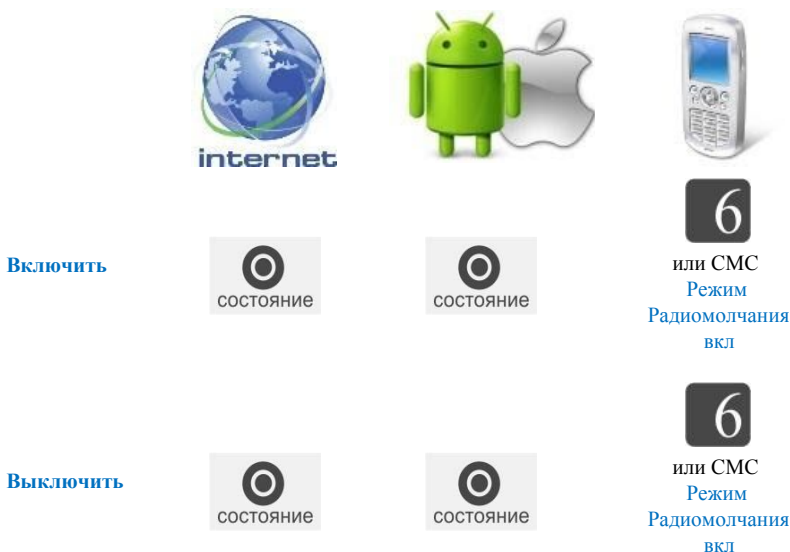 internet
6
Включить
состояние
состояние
или СМС
Режим
Радиомолчания
вкл
6
Выключить
состояние
состояние
или СМС
Режим
Радиомолчания
вкл